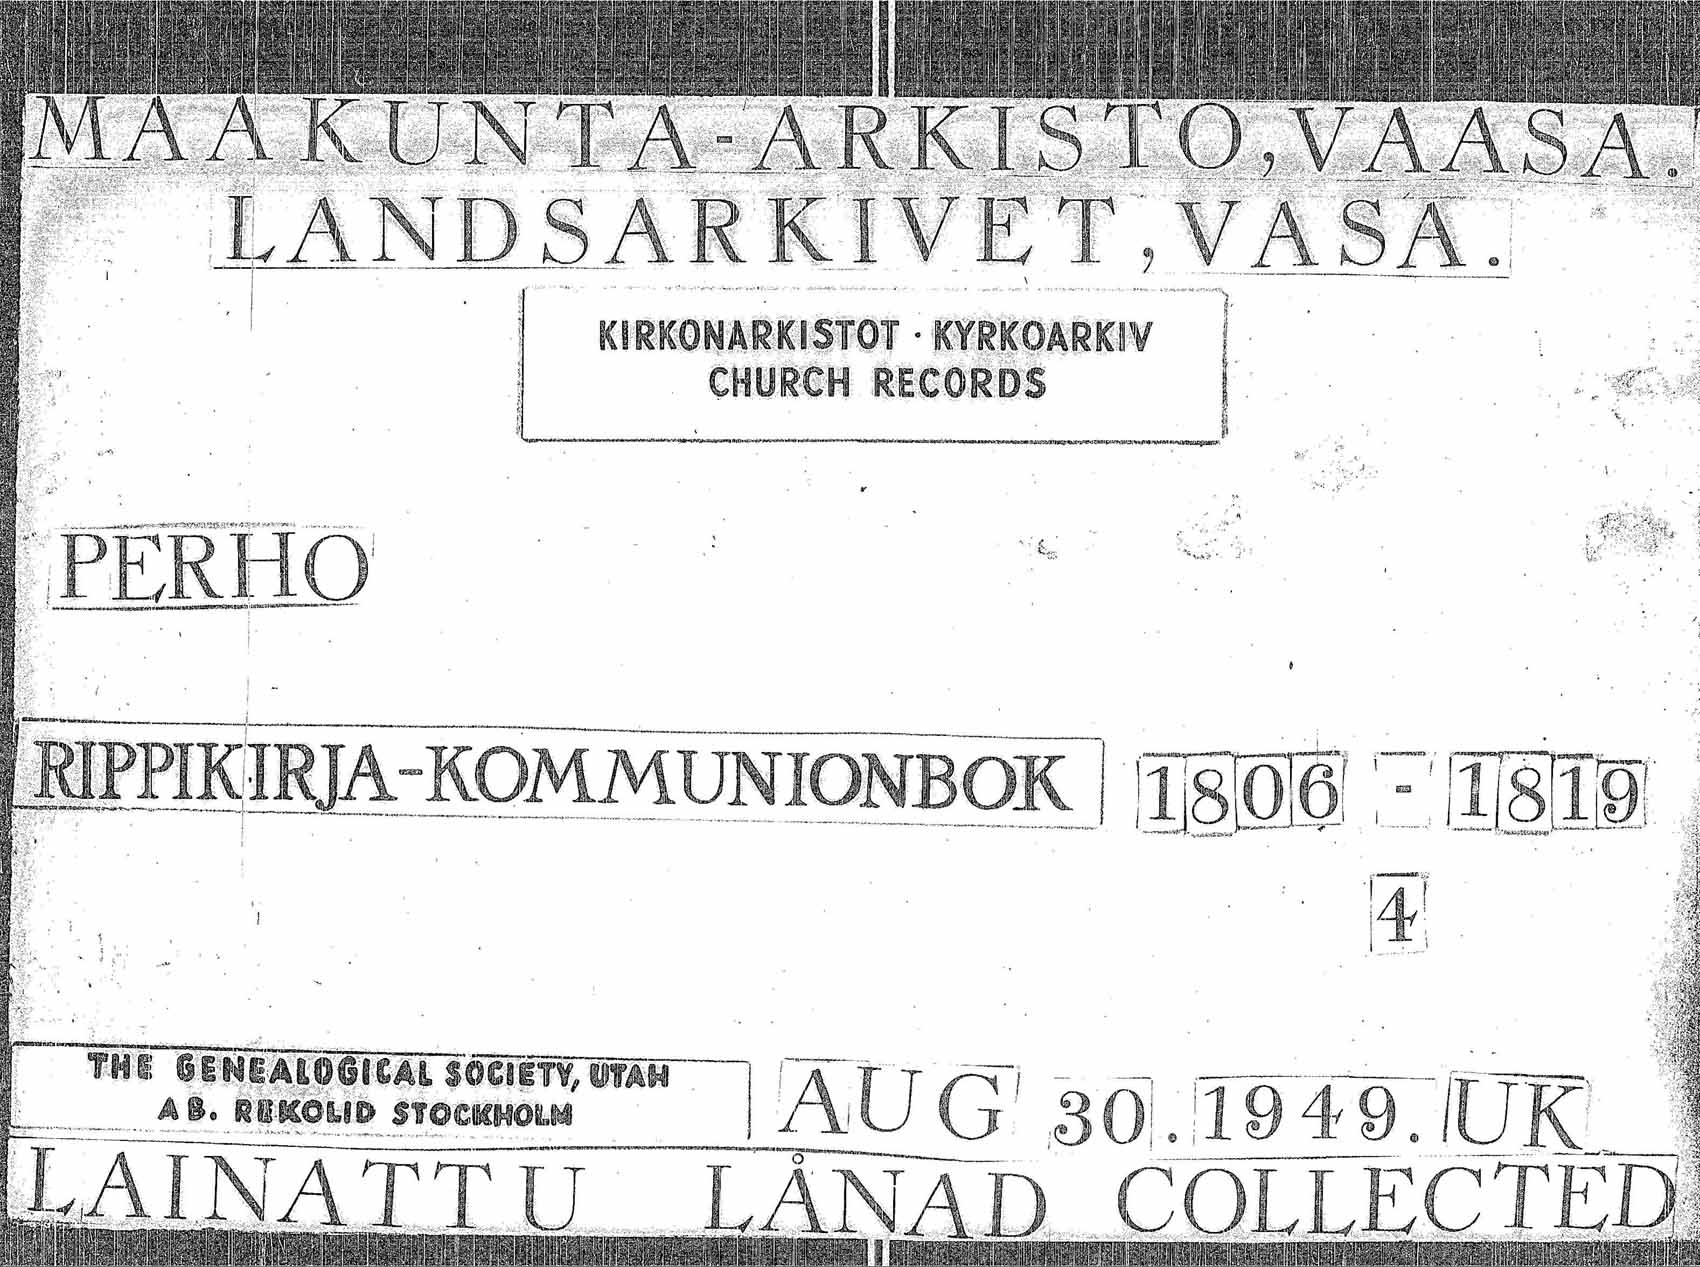 MAAKUNTA-ARKISTO, VAASA.
LANDSARKIVET, VASA.
KIRKONARKISTOT · KYRKOARKIV
CHURCH RECORDS
PERHO
RIPPIKIRJA-KOMMUNIONBOK 1806 - 1819
4
THE GENEALOGICAL SOCIETY, UTAH
AB. REKOLID STOCKHOLM
AUG 30. 1949. UK
LAINATTU LÅNAD COLLECTED